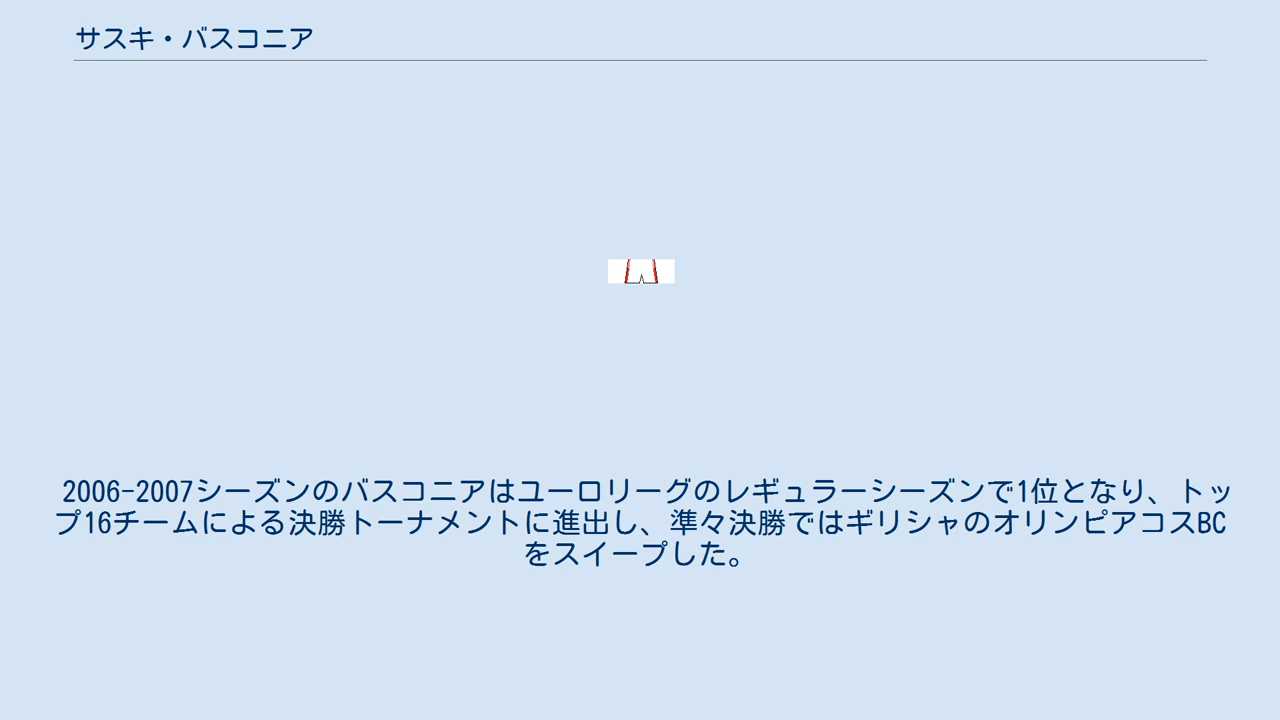 サスキ・バスコニア
2006-2007シーズンのバスコニアはユーロリーグのレギュラーシーズンで1位となり、トッ
プ16チームによる決勝トーナメントに進出し、準々決勝ではギリシャのオリンピアコスBC
をスイープした。